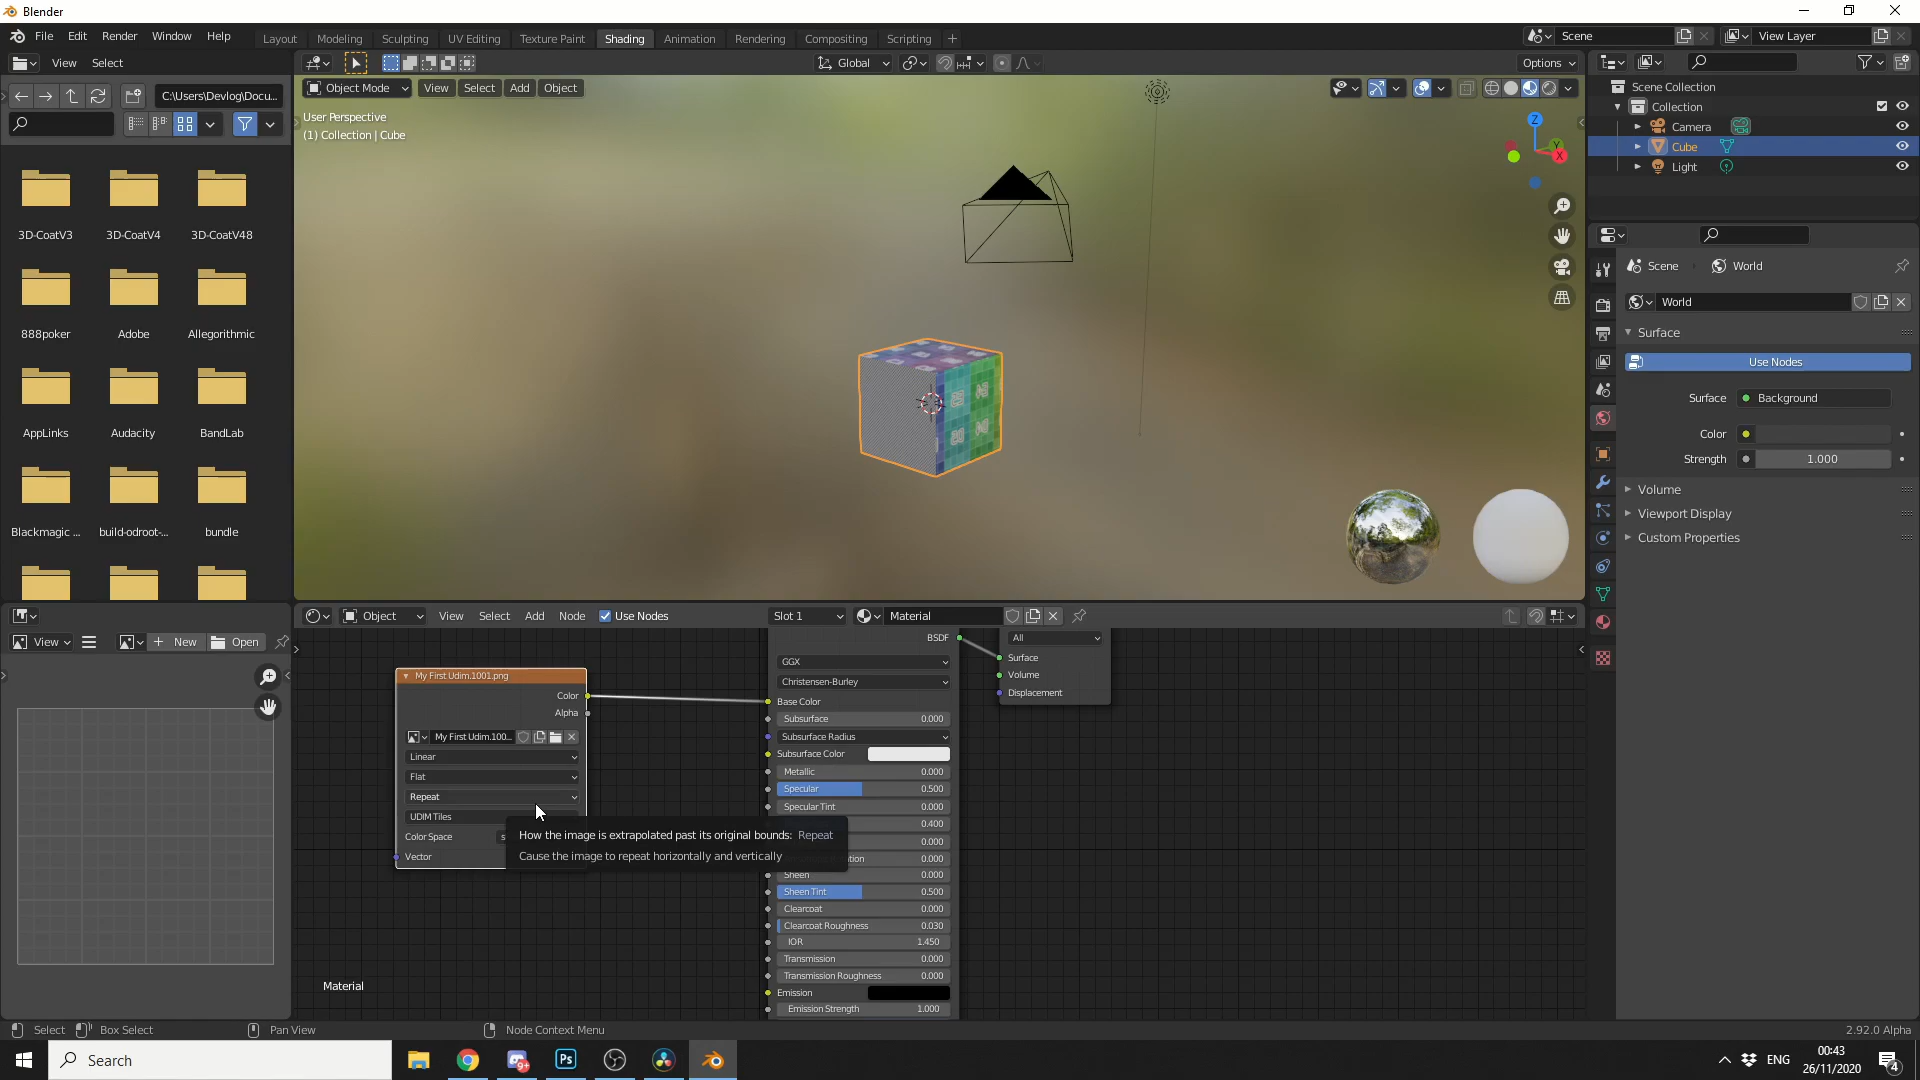 Blender
File Edit Render Window Help
Layout Modeling Sculpting UV Editing Texture Paint Shading Animation Rendering Compositing Scripting +
Scene
View Layer
View Select
Global
Options
C:\Users\Devlog\Docu...
Object Mode View Select Add Object
User Perspective
(1) Collection | Cube
Z
Y
X
3D-CoatV3 3D-CoatV4 3D-CoatV48
888poker Adobe Allegorithmic
AppLinks Audacity BandLab
Blackmagic ... build-odroot-... bundle
Scene Collection
Collection
Camera
Cube
Light
Scene World
World
Surface
Use Nodes
Surface Background
Color
Strength 1.000
Volume
Viewport Display
Custom Properties
View + New Open
Object View Select Add Node Use Nodes Slot 1 Material
My First Udim.1001.png
Color
Alpha
My First Udim.100...
Linear
Flat
Repeat
UDIM Tiles
Color Space s
Vector
How the image is extrapolated past its original bounds: Repeat
Cause the image to repeat horizontally and vertically
BSDF
GGX
Christensen-Burley
Base Color
Subsurface 0.000
Subsurface Radius
Subsurface Color
Metallic 0.000
Specular 0.500
Specular Tint 0.000
0.400
0.000
0.000
Sheen 0.000
Sheen Tint 0.500
Clearcoat 0.000
Clearcoat Roughness 0.030
IOR 1.450
Transmission 0.000
Transmission Roughness 0.000
Emission
Emission Strength 1.000
All
Surface
Volume
Displacement
Material
Select Box Select Pan View Node Context Menu 2.92.0 Alpha
Search
9+
Ps
ENG
00:43
26/11/2020
4